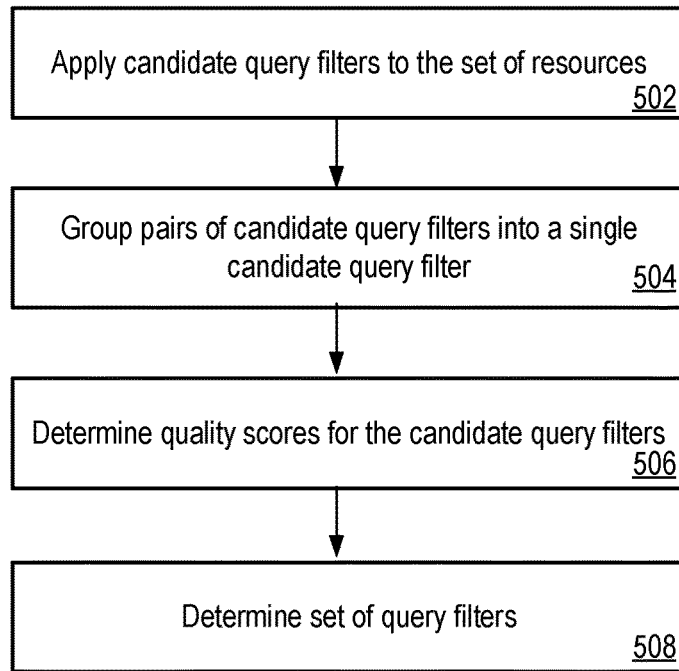 Apply candidate query filters to the set of resources
502
Group pairs of candidate query filters into a single
candidate query filter
504
Determine quality scores for the candidate query filters
506
Determine set of query filters
508